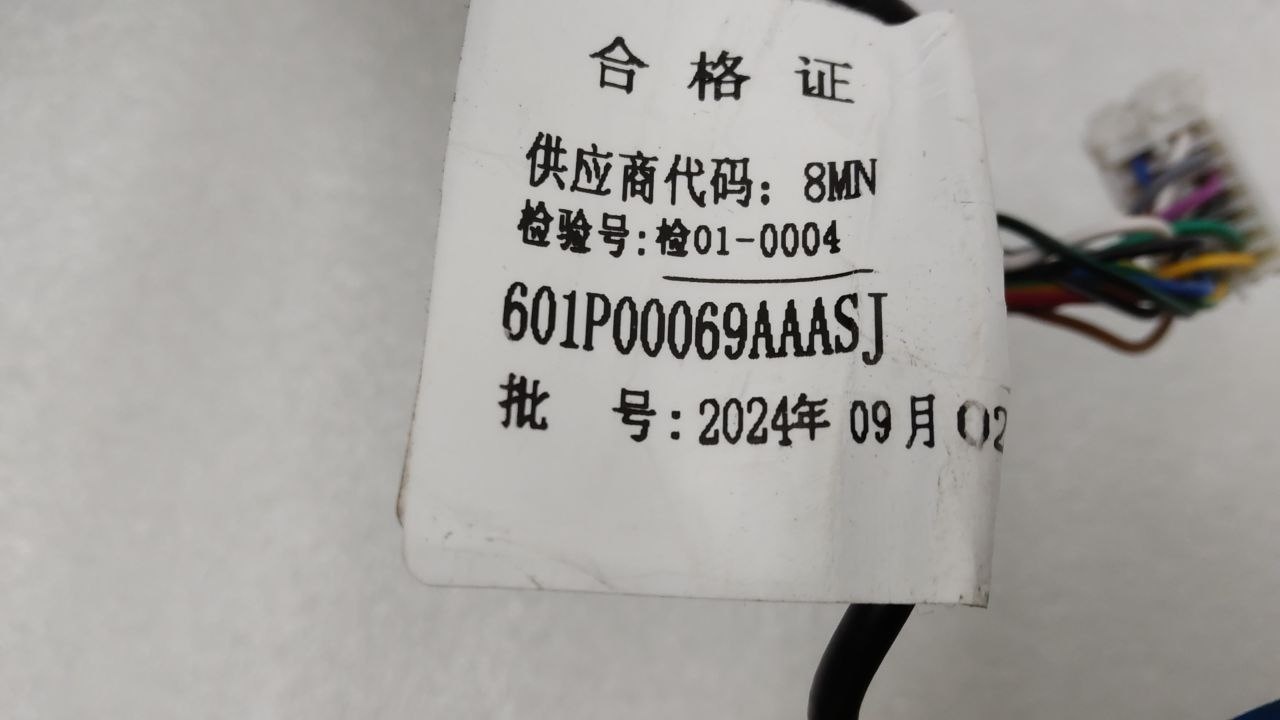 合格证
供应商代码：8MN
检验号:检01-0004
601P00069AAASJ
批 号:2024年 09月 02